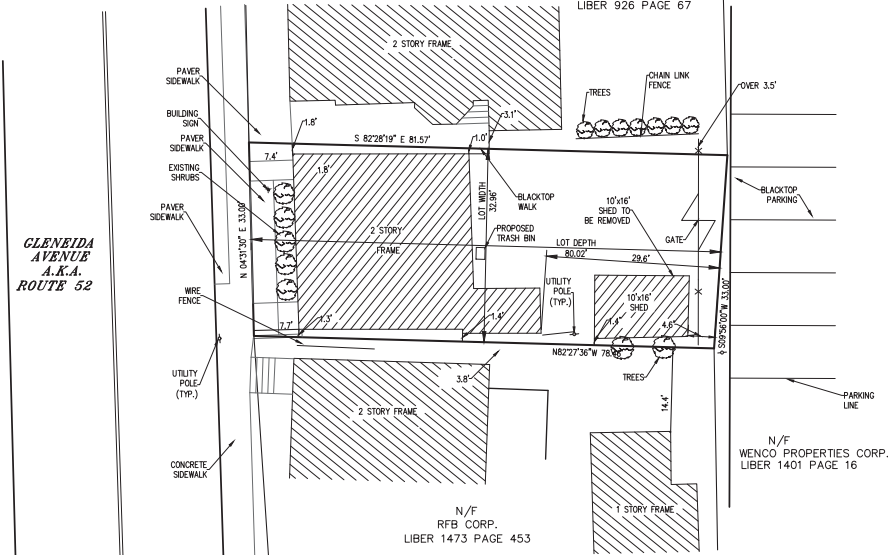 LIBER 926 PAGE 67
2 STORY FRAME
PAVER
SIDEWALK
TREES
CHAIN LINK
FENCE
OVER 3.5'
BUILDING
SIGN
1.8'
S 82°28'19" E 81.57'
1.0'
3.1'
PAVER
SIDEWALK
7.4'
1.8'
EXISTING
SHRUBS
BLACKTOP
WALK
10'x16'
SHED TO
BE REMOVED
BLACKTOP
PARKING
PAVER
SIDEWALK
N 04°31'30" E 33.00'
LOT WIDTH
32.96'
2 STORY
FRAME
PROPOSED
TRASH BIN
GATE
GLENEIDA
AVENUE
A.K.A.
ROUTE 52
LOT DEPTH
80.02'
29.6'
WIRE
FENCE
UTILITY
POLE
(TYP.)
10'x16'
SHED
S09°56'00"W 33.00'
7.7'
1.3'
1.4'
1.4'
4.6'
N82°27'36"W
UTILITY
POLE
(TYP.)
3.8'
TREES
14.4'
PARKING
LINE
2 STORY FRAME
N/F
WENCO PROPERTIES CORP.
LIBER 1401 PAGE 16
CONCRETE
SIDEWALK
1 STORY FRAME
N/F
RFB CORP.
LIBER 1473 PAGE 453